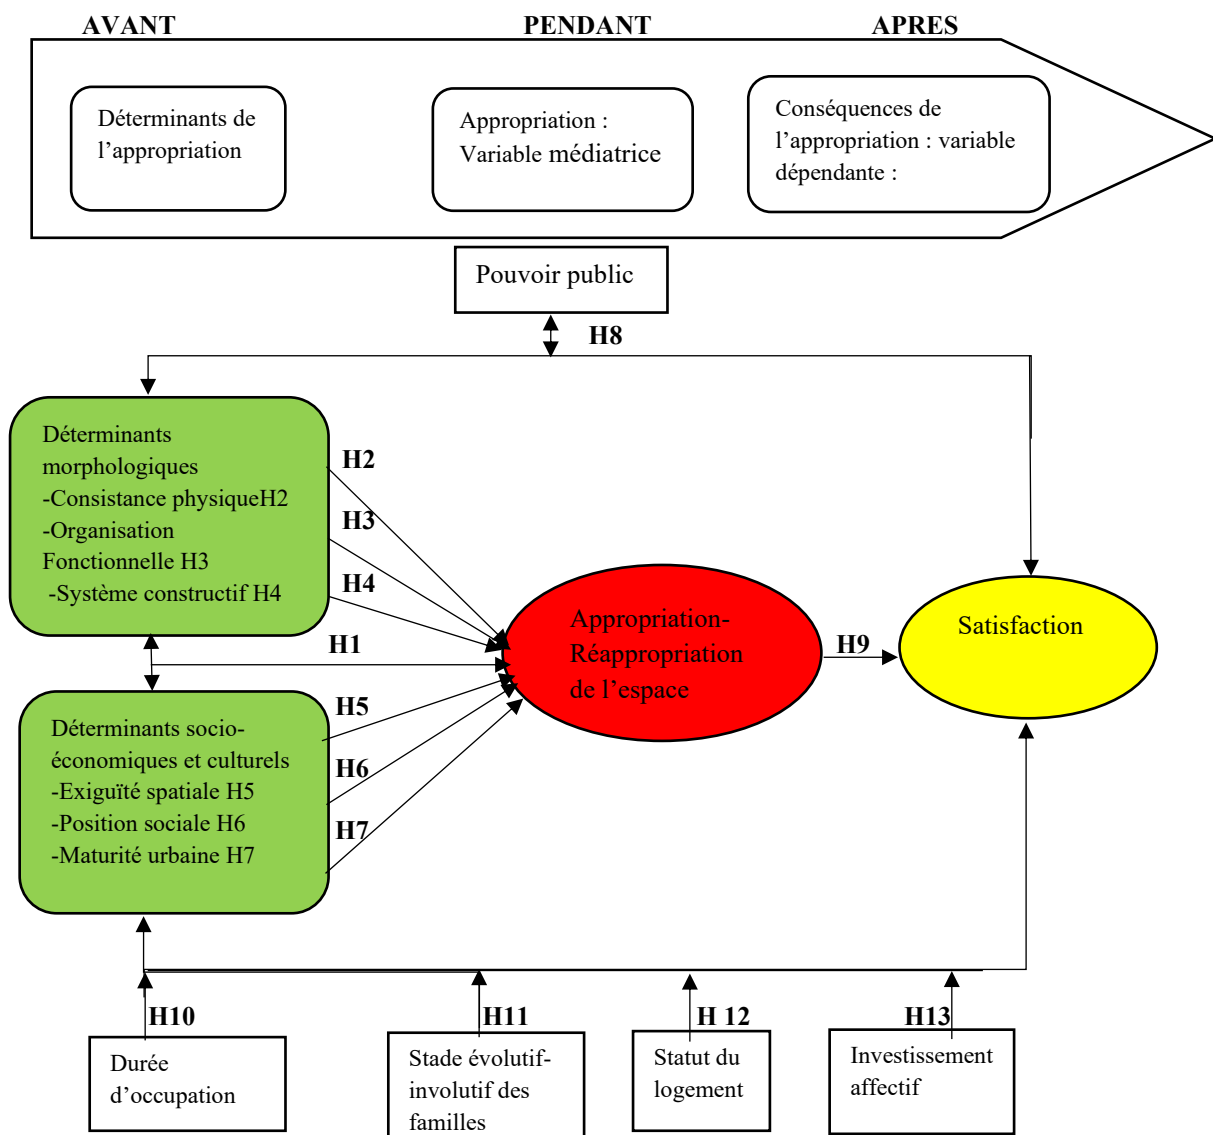 AVANT
PENDANT
APRES
Déterminants de
l’appropriation
Appropriation :
Variable médiatrice
Conséquences de
l’appropriation : variable
dépendante :
Pouvoir public
H8
Déterminants
morphologiques
-Consistance physiqueH2
-Organisation
Fonctionnelle H3
-Système constructif H4
H2
H3
H4
H1
Appropriation-
Réappropriation
de l’espace
H9
Satisfaction
Déterminants socio-
économiques et culturels
-Exiguïté spatiale H5
-Position sociale H6
-Maturité urbaine H7
H5
H6
H7
H10
H11
H 12
H13
Durée
d’occupation
Stade évolutif-
involutif des
familles
Statut du
logement
Investissement
affectif